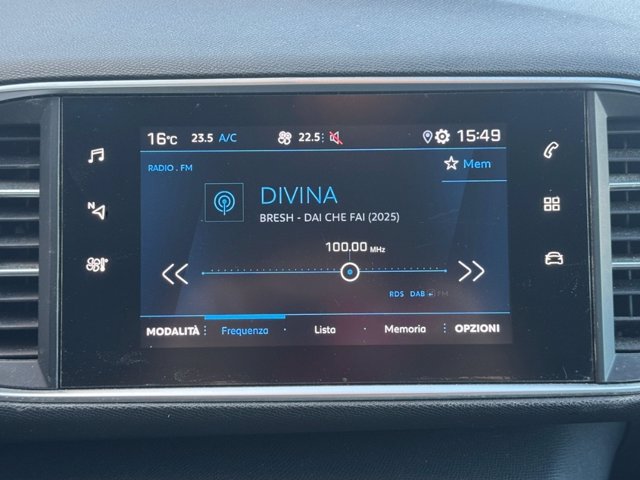 16°C 23.5 A/C 22.5 15:49
RADIO . FM
Mem
DIVINA
BRESH - DAI CHE FAI (2025)
N
100.00 MHz
RDS DAB FM
MODALITÀ Frequenza Lista Memoria OPZIONI